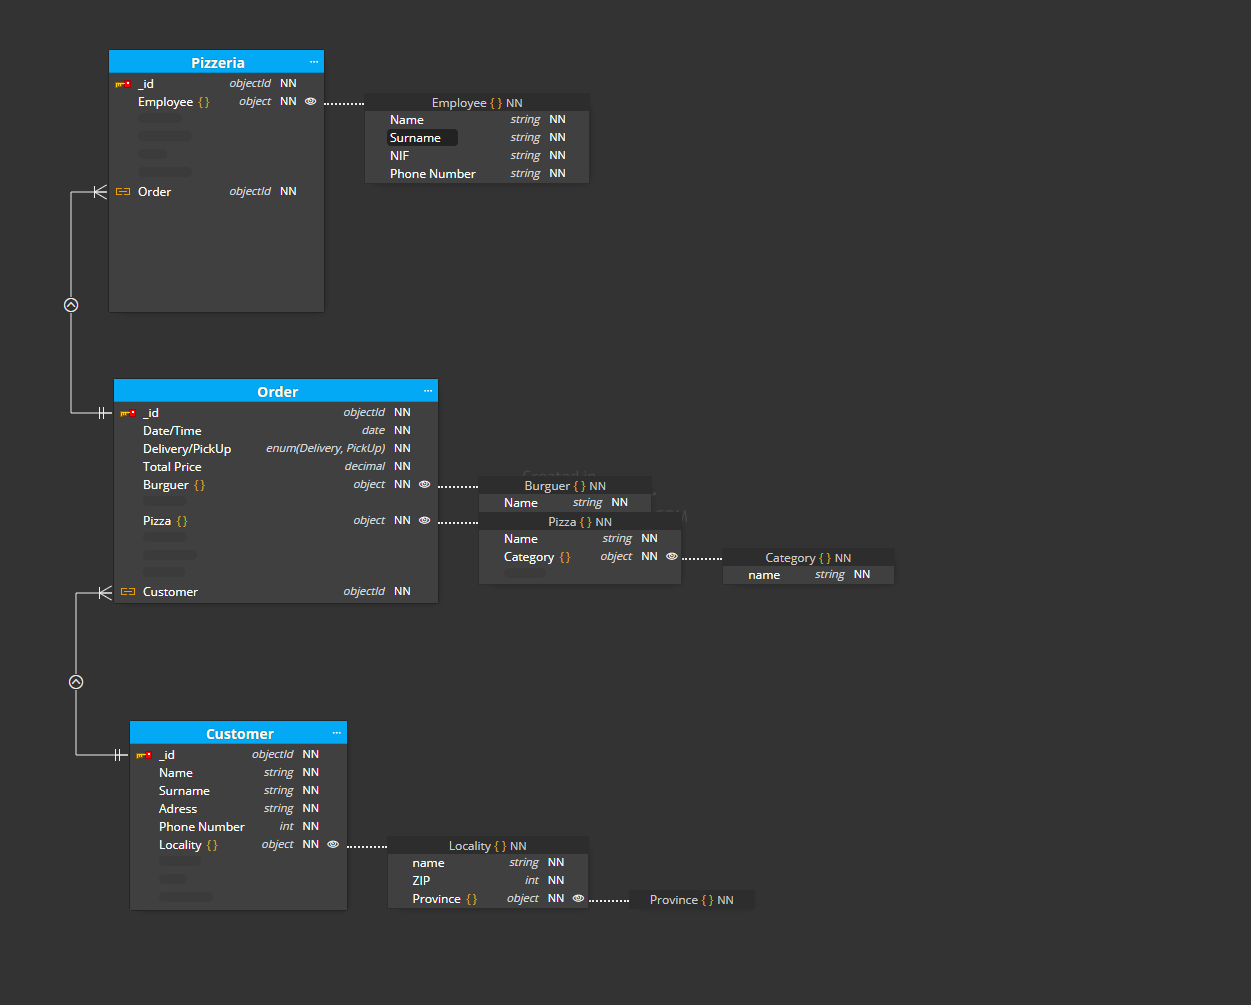 Pizzeria
_id objectId NN
Employee {} object NN
Order objectId NN
Employee {} NN
Name string NN
Surname string NN
NIF string NN
Phone Number string NN
Order
_id objectId NN
Date/Time date NN
Delivery/PickUp enum(Delivery, PickUp) NN
Total Price decimal NN
Burguer {} object NN
Pizza {} object NN
Customer objectId NN
Created in
Burguer {} NN
Name string NN
Pizza {} NN
Name string NN
Category {} object NN
Category {} NN
name string NN
Customer
_id objectId NN
Name string NN
Surname string NN
Adress string NN
Phone Number int NN
Locality {} object NN
Locality {} NN
name string NN
ZIP int NN
Province {} object NN
Province {} NN